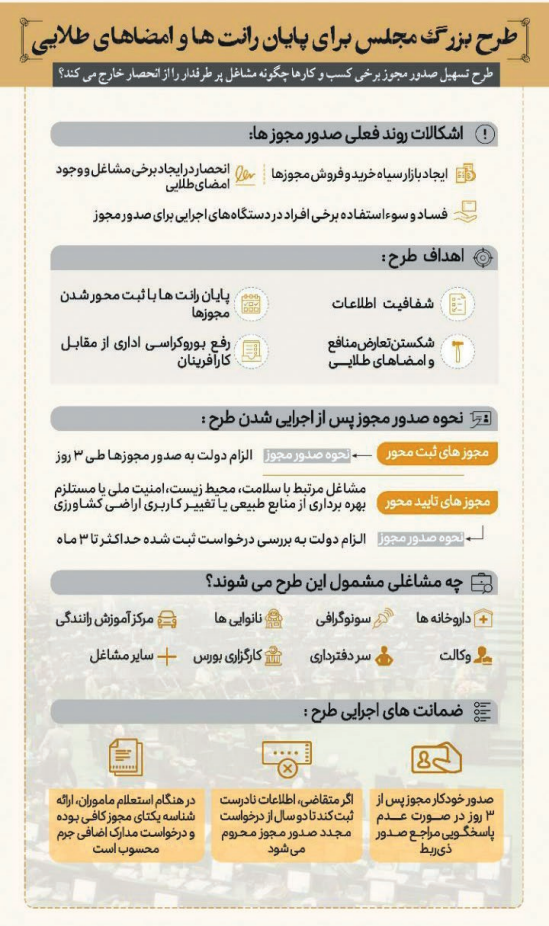 طرح بزرگ مجلس برای پایان رانت ها و امضاهای طلایی
طرح تسهیل صدور مجوز برخی کسب و کارها چگونه مشاغل پر طرفدار را از انحصار خارج می کند؟
اشکالات روند فعلی صدور مجوز ها:
ایجاد بازار سیاه خرید و فروش مجوزها
انحصار در ایجاد برخی مشاغل و وجود
امضای طلایی
فساد و سوء استفاده برخی افراد در دستگاه های اجرایی برای صدور مجوز
اهداف طرح :
شفافیت اطلاعات
پایان رانت ها با ثبت محور شدن
مجوزها
شکستن تعارض منافع
و امضاهای طلایی
رفع بوروکراسی اداری از مقابل
کارآفرینان
نحوه صدور مجوز پس از اجرایی شدن طرح :
مجوز های ثبت محور
نحوه صدور مجوز
الزام دولت به صدور مجوزها طی ۳ روز
مجوز های تایید محور
مشاغل مرتبط با سلامت، محیط زیست، امنیت ملی یا مستلزم
بهره برداری از منابع طبیعی یا تغییر کاربری اراضی کشاورزی
نحوه صدور مجوز
الزام دولت به بررسی درخواست ثبت شده حداکثر تا ۳ ماه
چه مشاغلی مشمول این طرح می شوند؟
داروخانه ها
سونوگرافی
نانوایی ها
مرکز آموزش رانندگی
وکالت
سر دفترداری
کارگزاری بورس
سایر مشاغل
ضمانت های اجرایی طرح :
صدور خودکار مجوز پس از
۳ روز در صورت عدم
پاسخگویی مراجع صدور
ذی‌ربط
اگر متقاضی، اطلاعات نادرست
ثبت کند تا دو سال از درخواست
مجدد صدور مجوز محروم
می شود
در هنگام استعلام ماموران، ارائه
شناسه یکتای مجوز کافی بوده
و درخواست مدارک اضافی جرم
محسوب است